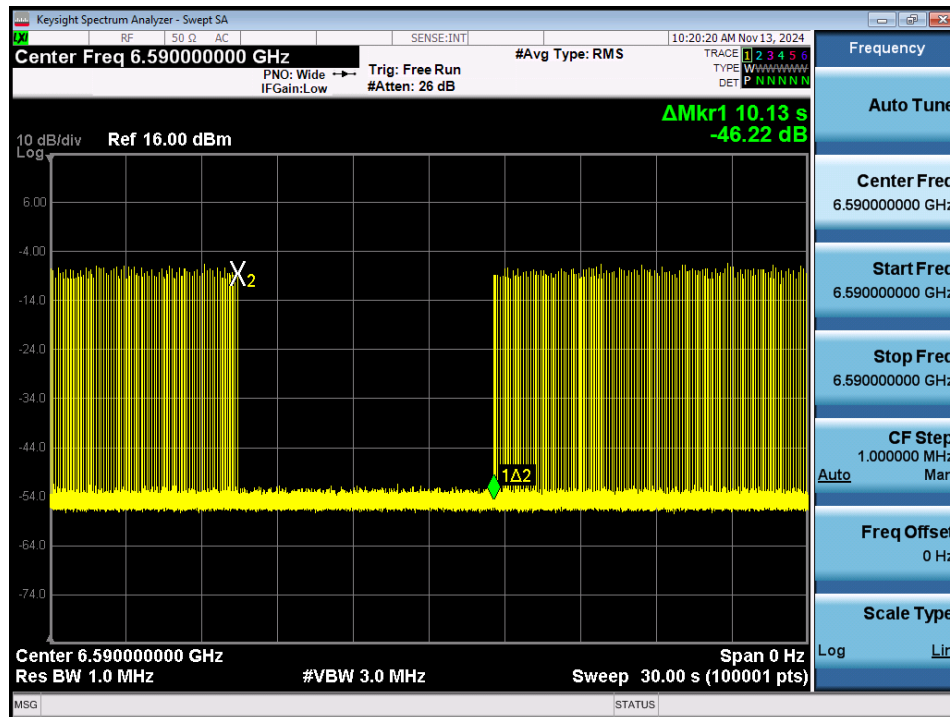 Keysight Spectrum Analyzer - Swept SA
LXI RF 50 Ω AC SENSE:INT 10:20:20 AM Nov 13, 2024
Center Freq 6.590000000 GHz #Avg Type: RMS TRACE 1 2 3 4 5 6
PNO: Wide Trig: Free Run TYPE W W W W W W
IFGain:Low #Atten: 26 dB DET P N N N N N
ΔMkr1 10.13 s
-46.22 dB
10 dB/div Ref 16.00 dBm
Log
6.00
-4.00
-14.0
-24.0
-34.0
-44.0
-54.0
-64.0
-74.0
X2
1Δ2
Center 6.590000000 GHz Span 0 Hz
Res BW 1.0 MHz #VBW 3.0 MHz Sweep 30.00 s (100001 pts)
MSG STATUS
Frequency
Auto Tune
Center Freq
6.590000000 GHz
Start Freq
6.590000000 GHz
Stop Freq
6.590000000 GHz
CF Step
1.000000 MHz
Auto Man
Freq Offset
0 Hz
Scale Type
Log Lin